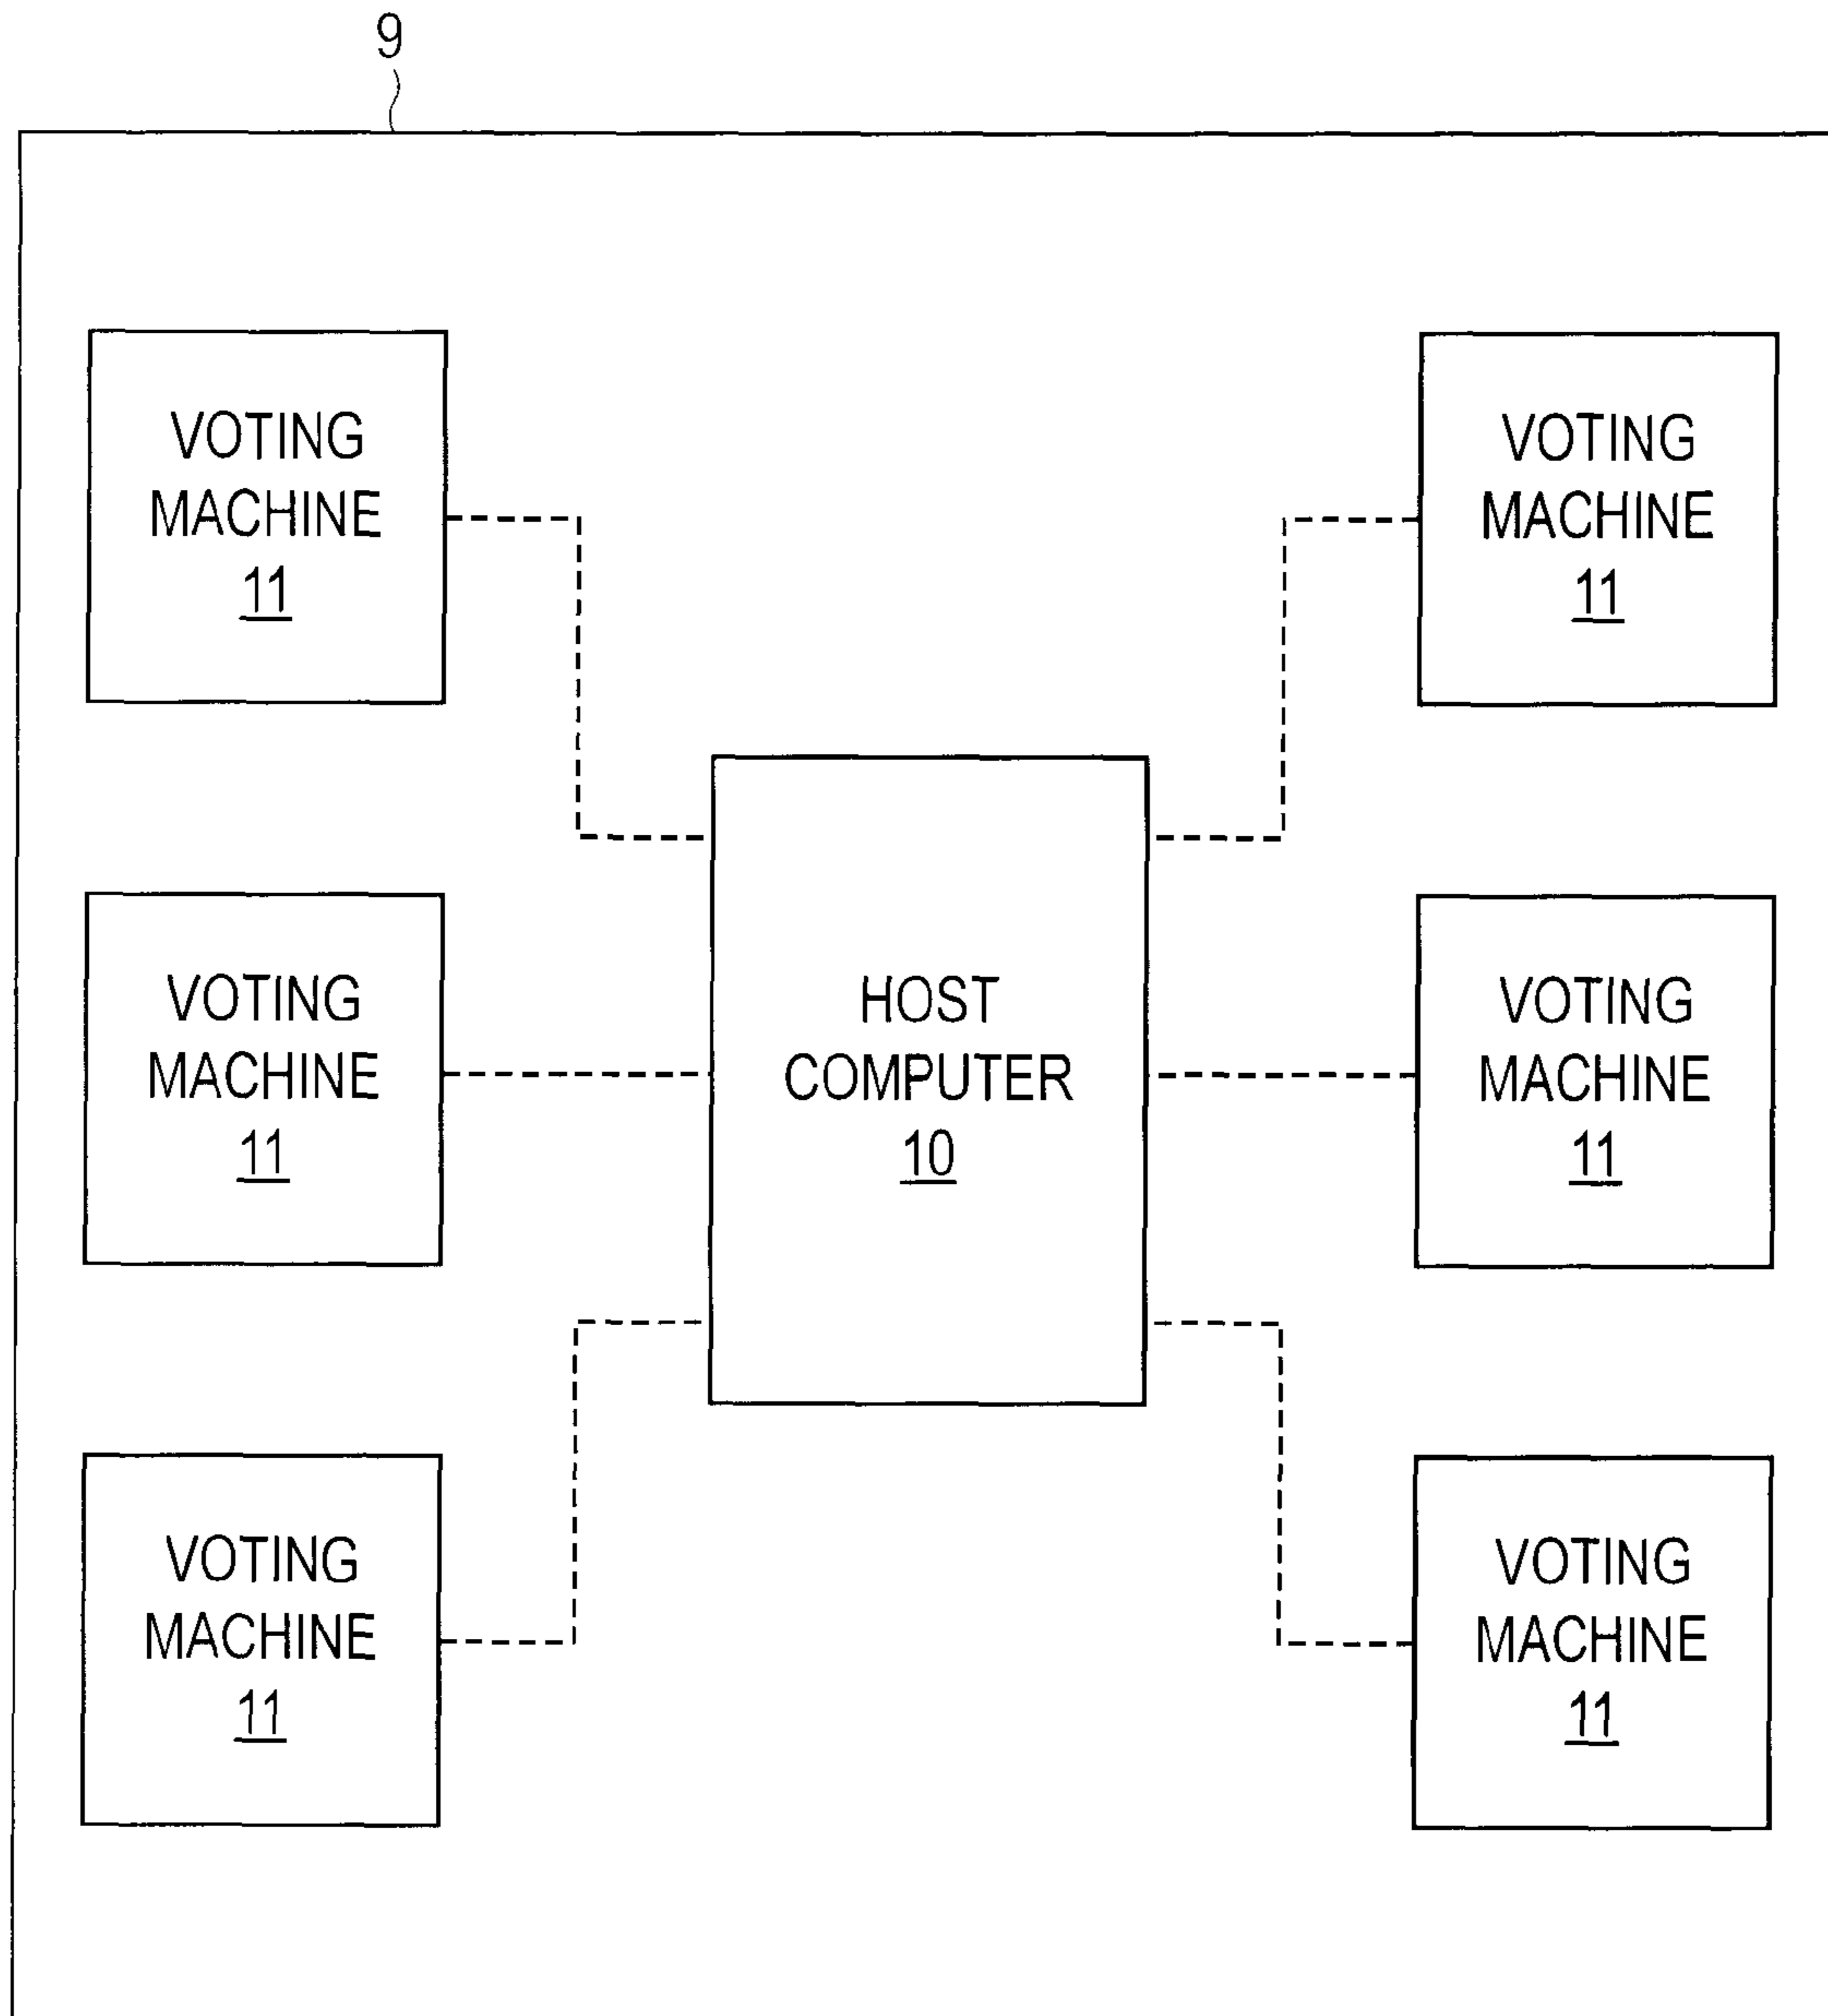 9
VOTING
MACHINE
11
VOTING
MACHINE
11
VOTING
MACHINE
11
HOST
COMPUTER
10
VOTING
MACHINE
11
VOTING
MACHINE
11
VOTING
MACHINE
11